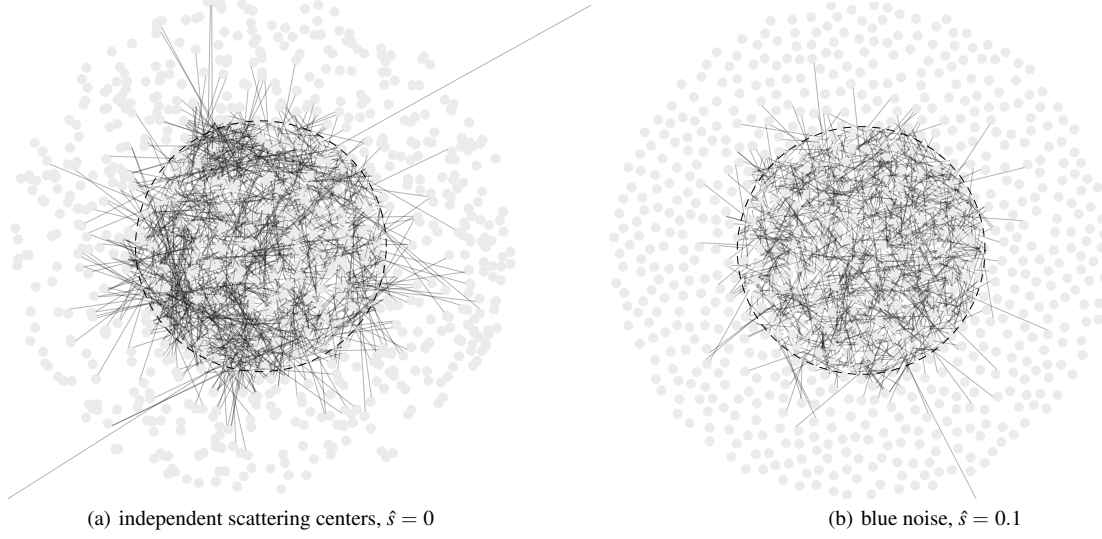 (a) independent scattering centers, ŝ = 0
(b) blue noise, ŝ = 0.1